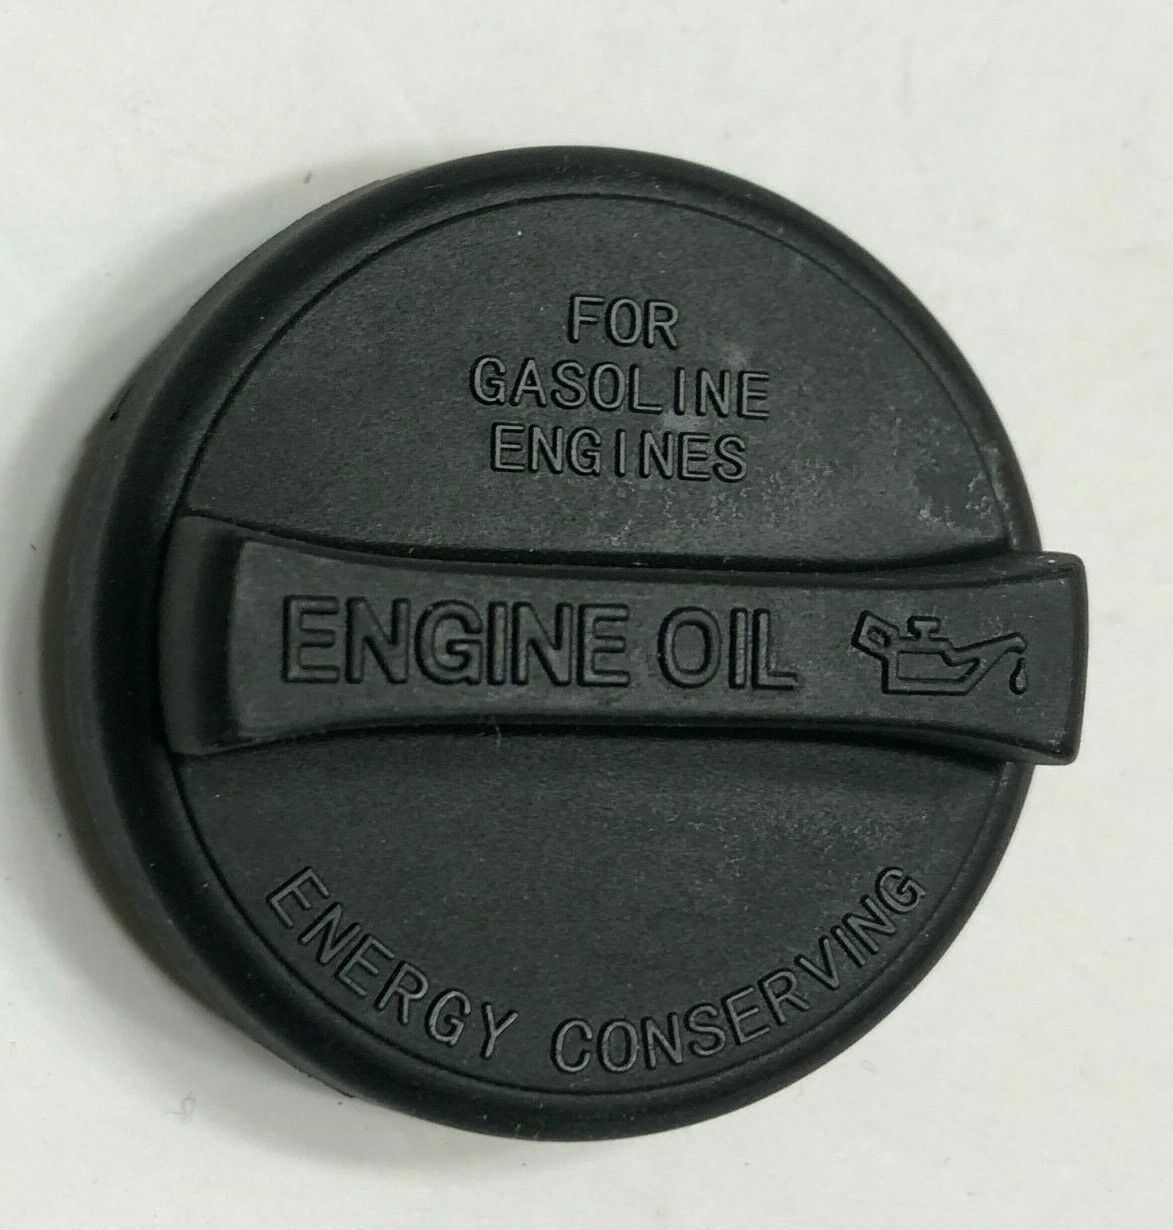 FOR
GASOLINE
ENGINES
ENGINE OIL
ENERGY CONSERVING